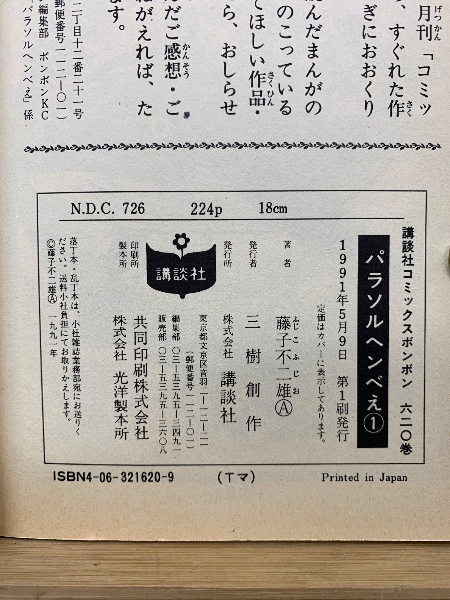 月刊「コミッ
、すぐれた作
ぎにおおくり
読んだまんがの
のこっている
てほしい作品・
ら、おしらせ
んだご感想・ご
絵がえれば、た
ます。
二丁目十二番二十一号
郵便番号一一二-〇一)
編集部 ボンボンKC
「パラソルヘンべえ」係
N.D.C. 726 224p 18cm
講談社コミックスボンボン 六二〇巻
パラソルヘンべえ①
1991年5月9日 第1刷発行
定価はカバーに表示してあります。
著者 藤子不二雄Ⓐ
ふじこふじお
発行者 三樹創作
発行所 株式会社 講談社
東京都文京区音羽二-一二-二一
(郵便番号一一二-〇一)
編集部 〇三-五三九五-三四九一
販売部 〇三-五三九五-三六〇八
講談社
印刷所 共同印刷株式会社
製本所 株式会社 光洋製本所
落丁本・乱丁本は、小社雑誌業務部宛にお送りく
ださい。送料小社負担にてお取りかえします。
©藤子不二雄Ⓐ 一九九一年
ISBN4-06-321620-9 (Tマ) Printed in Japan